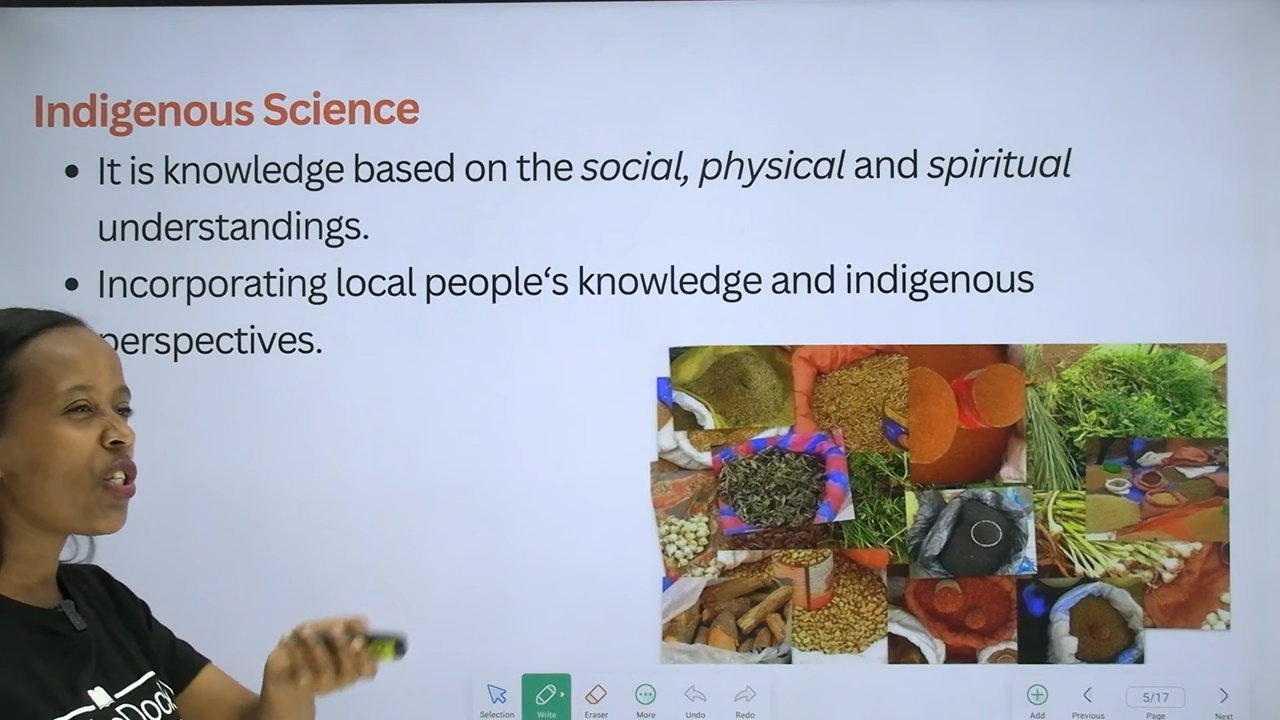 Indigenous Science
• It is knowledge based on the social, physical and spiritual
understandings.
• Incorporating local people‘s knowledge and indigenous
perspectives.
Selection
Write
Eraser
More
Undo
Redo
Add
Previous
5/17
Page
Next